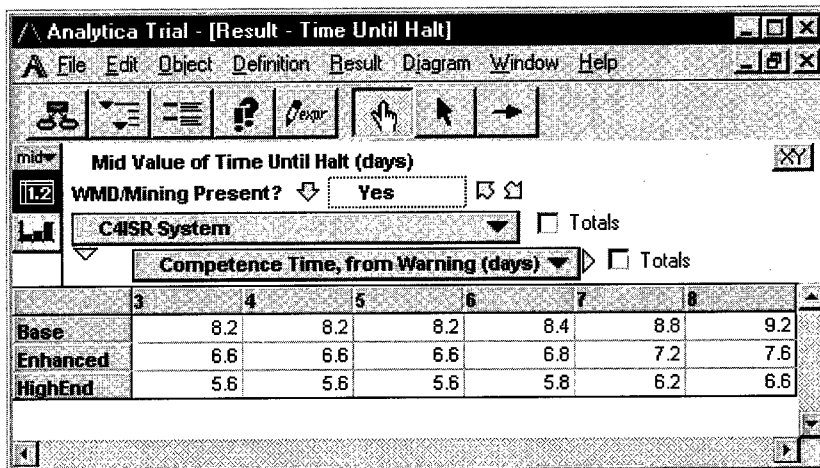 Analytica Trial - [Result - Time Until Halt]
File Edit Object Definition Result Diagram Window Help
expr
mid
Mid Value of Time Until Halt (days)
XY
1.2
WMD/Mining Present? Yes
C4ISR System Totals
Competence Time, from Warning (days) Totals
3 4 5 6 7 8
Base 8.2 8.2 8.2 8.4 8.8 9.2
Enhanced 6.6 6.6 6.6 6.8 7.2 7.6
HighEnd 5.6 5.6 5.6 5.8 6.2 6.6